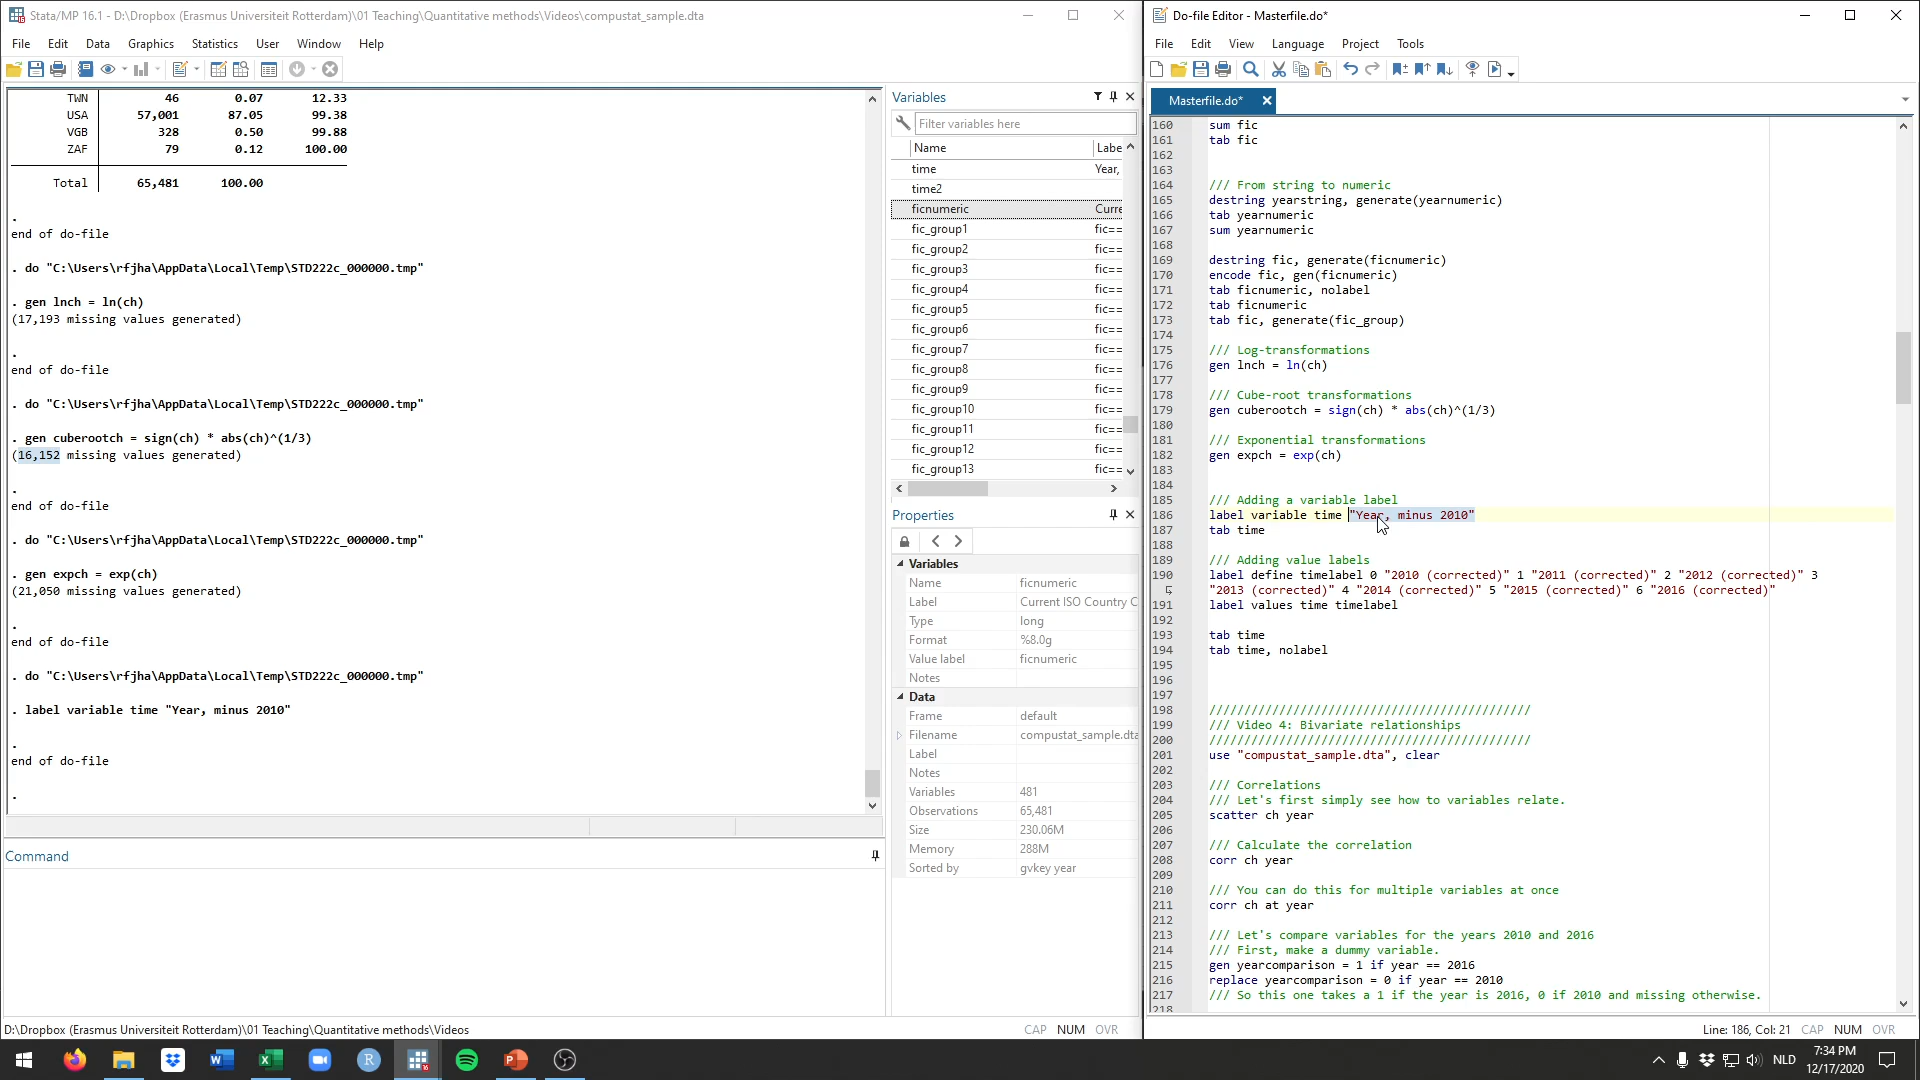 Stata/MP 16.1 - D:\Dropbox (Erasmus Universiteit Rotterdam)\01 Teaching\Quantitative methods\Videos\compustat_sample.dta
File Edit Data Graphics Statistics User Window Help
TWN 46 0.07 12.33
USA 57,001 87.05 99.38
VGB 328 0.50 99.88
ZAF 79 0.12 100.00
Total 65,481 100.00
.
end of do-file
. do "C:\Users\rfjha\AppData\Local\Temp\STD222c_000000.tmp"
. gen lnch = ln(ch)
(17,193 missing values generated)
.
end of do-file
. do "C:\Users\rfjha\AppData\Local\Temp\STD222c_000000.tmp"
. gen cuberootch = sign(ch) * abs(ch)^(1/3)
(16,152 missing values generated)
.
end of do-file
. do "C:\Users\rfjha\AppData\Local\Temp\STD222c_000000.tmp"
. gen expch = exp(ch)
(21,050 missing values generated)
.
end of do-file
. do "C:\Users\rfjha\AppData\Local\Temp\STD222c_000000.tmp"
. label variable time "Year, minus 2010"
.
end of do-file
.
Command
D:\Dropbox (Erasmus Universiteit Rotterdam)\01 Teaching\Quantitative methods\Videos
CAP NUM OVR
Variables
Filter variables here
Name Labe
time Year,
time2
ficnumeric Curre
fic_group1 fic==
fic_group2 fic==
fic_group3 fic==
fic_group4 fic==
fic_group5 fic==
fic_group6 fic==
fic_group7 fic==
fic_group8 fic==
fic_group9 fic==
fic_group10 fic==
fic_group11 fic==
fic_group12 fic==
fic_group13 fic==
Properties
Variables
Name ficnumeric
Label Current ISO Country C
Type long
Format %8.0g
Value label ficnumeric
Notes
Data
Frame default
Filename compustat_sample.dta
Label
Notes
Variables 481
Observations 65,481
Size 230.06M
Memory 288M
Sorted by gvkey year
Do-file Editor - Masterfile.do*
File Edit View Language Project Tools
Masterfile.do*
160 sum fic
161 tab fic
162
163
164 /// From string to numeric
165 destring yearstring, generate(yearnumeric)
166 tab yearnumeric
167 sum yearnumeric
168
169 destring fic, generate(ficnumeric)
170 encode fic, gen(ficnumeric)
171 tab ficnumeric, nolabel
172 tab ficnumeric
173 tab fic, generate(fic_group)
174
175 /// Log-transformations
176 gen lnch = ln(ch)
177
178 /// Cube-root transformations
179 gen cuberootch = sign(ch) * abs(ch)^(1/3)
180
181 /// Exponential transformations
182 gen expch = exp(ch)
183
184
185 /// Adding a variable label
186 label variable time "Year, minus 2010"
187 tab time
188
189 /// Adding value labels
190 label define timelabel 0 "2010 (corrected)" 1 "2011 (corrected)" 2 "2012 (corrected)" 3
"2013 (corrected)" 4 "2014 (corrected)" 5 "2015 (corrected)" 6 "2016 (corrected)"
191 label values time timelabel
192
193 tab time
194 tab time, nolabel
195
196
197
198 //////////////////////////////////////////////
199 /// Video 4: Bivariate relationships
200 //////////////////////////////////////////////
201 use "compustat_sample.dta", clear
202
203 /// Correlations
204 /// Let's first simply see how to variables relate.
205 scatter ch year
206
207 /// Calculate the correlation
208 corr ch year
209
210 /// You can do this for multiple variables at once
211 corr ch at year
212
213 /// Let's compare variables for the years 2010 and 2016
214 /// First, make a dummy variable.
215 gen yearcomparison = 1 if year == 2016
216 replace yearcomparison = 0 if year == 2010
217 /// So this one takes a 1 if the year is 2016, 0 if 2010 and missing otherwise.
218
Line: 186, Col: 21 CAP NUM OVR
NLD
7:34 PM
12/17/2020